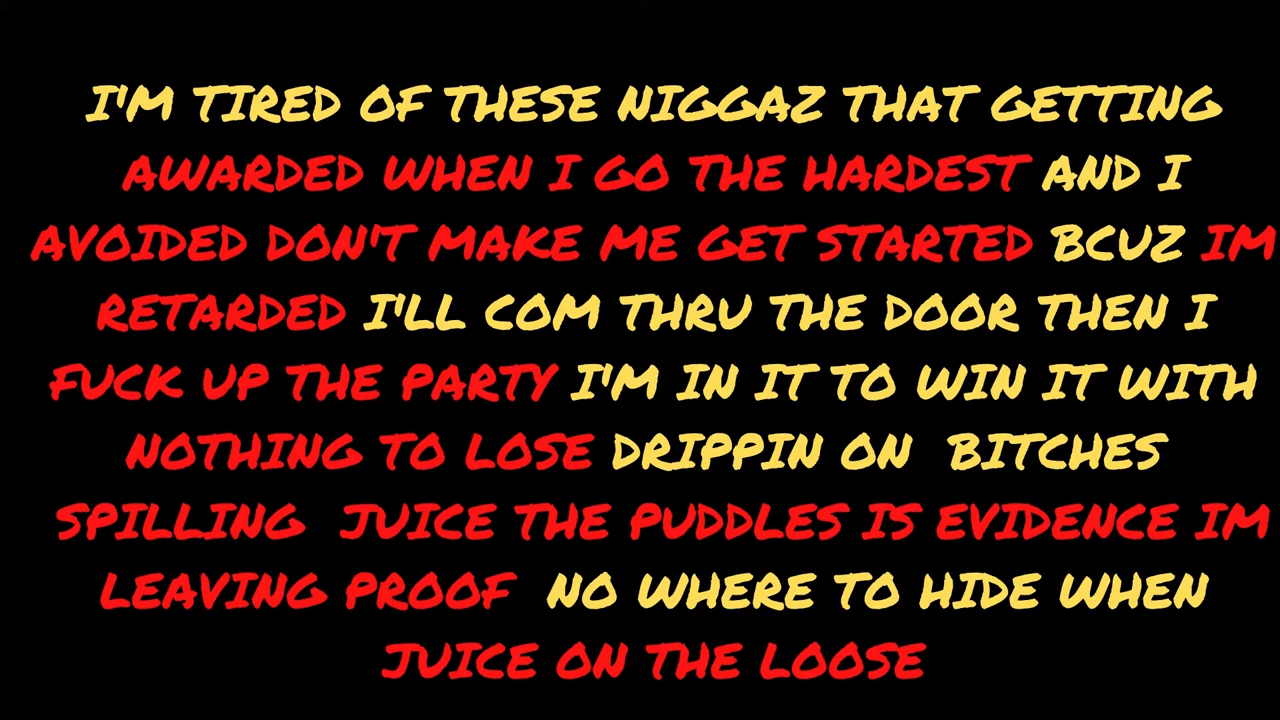 I'M TIRED OF THESE NIGGAZ THAT GETTING
AWARDED WHEN I GO THE HARDEST AND I
AVOIDED DON'T MAKE ME GET STARTED BCUZ IM
RETARDED I'LL COM THRU THE DOOR THEN I
FUCK UP THE PARTY I'M IN IT TO WIN IT WITH
NOTHING TO LOSE DRIPPIN ON BITCHES
SPILLING JUICE THE PUDDLES IS EVIDENCE IM
LEAVING PROOF NO WHERE TO HIDE WHEN
JUICE ON THE LOOSE